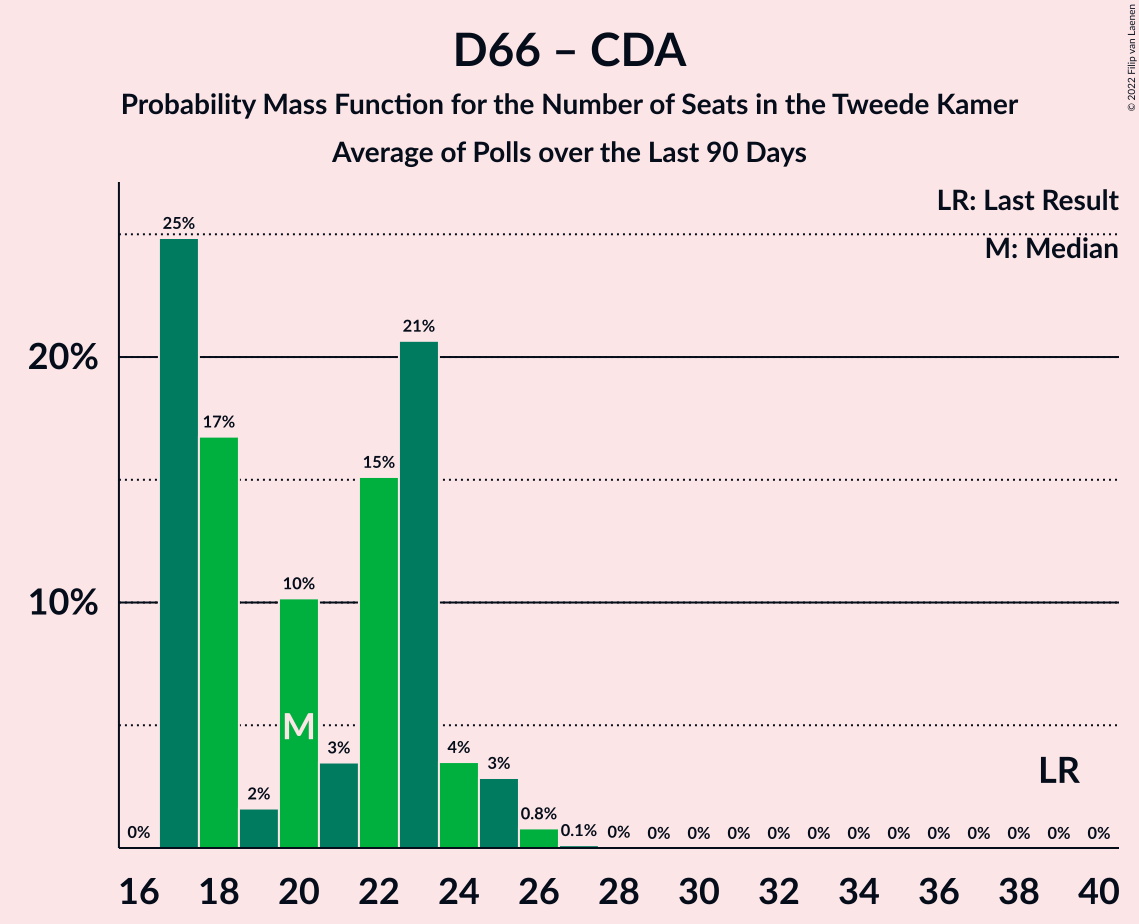 D66 – CDA
Probability Mass Function for the Number of Seats in the Tweede Kamer
Average of Polls over the Last 90 Days
© 2022 Filip van Laenen
LR: Last Result
M: Median
25%
21%
20%
17%
15%
10%
10%
M
3%
4%
3%
2%
LR
0%
0.8%
0.1%
0% 0% 0% 0% 0% 0% 0% 0% 0% 0% 0% 0% 0%
16 18 20 22 24 26 28 30 32 34 36 38 40